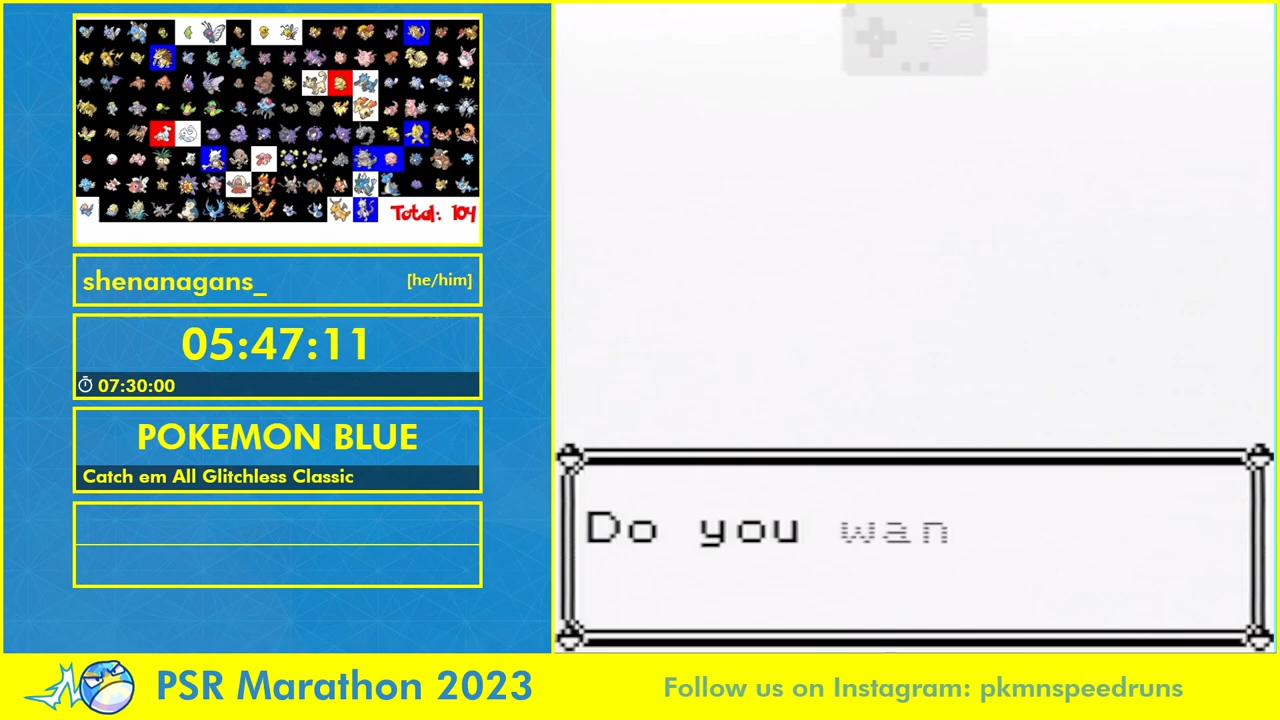 Total: 104
shenanagans_ [he/him]
05:47:11
07:30:00
POKEMON BLUE
Catch em All Glitchless Classic
Do you wan
PSR Marathon 2023
Follow us on Instagram: pkmnspeedruns